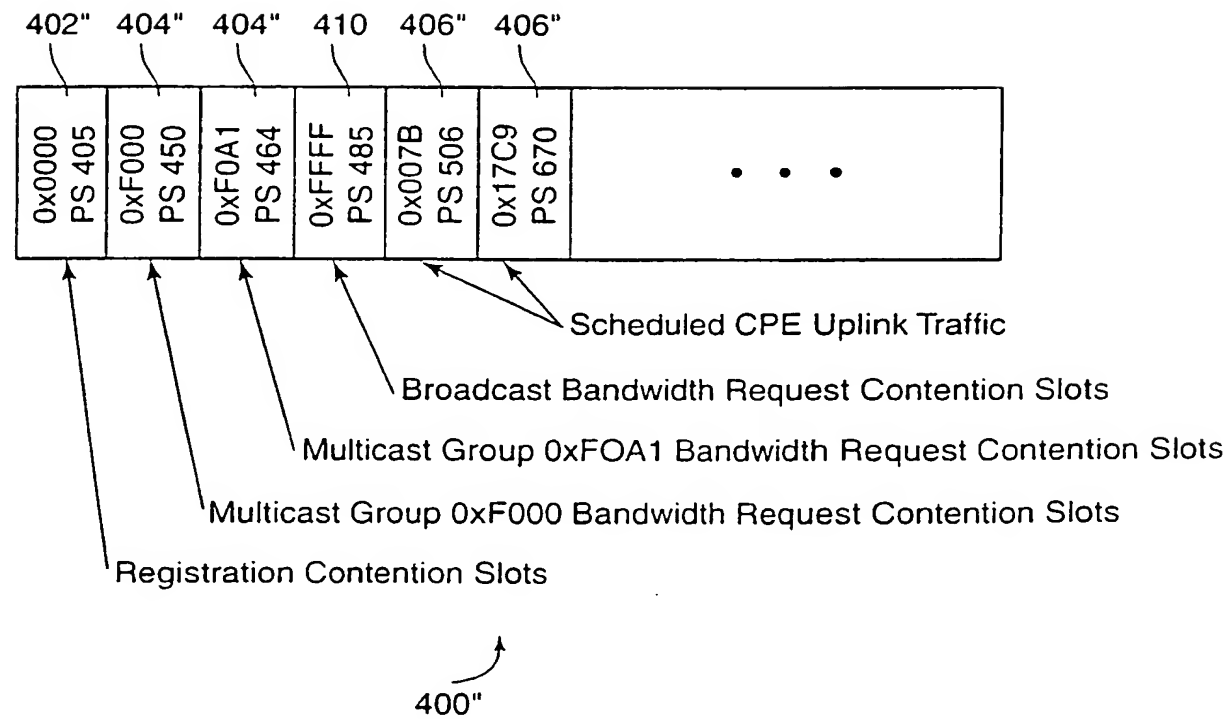 402" 404" 404" 410 406" 406"
0x0000
PS 405
0xF000
PS 450
0xF0A1
PS 464
0xFFFF
PS 485
0x007B
PS 506
0x17C9
PS 670
• • •
Scheduled CPE Uplink Traffic
Broadcast Bandwidth Request Contention Slots
Multicast Group 0xFOA1 Bandwidth Request Contention Slots
Multicast Group 0xF000 Bandwidth Request Contention Slots
Registration Contention Slots
400"